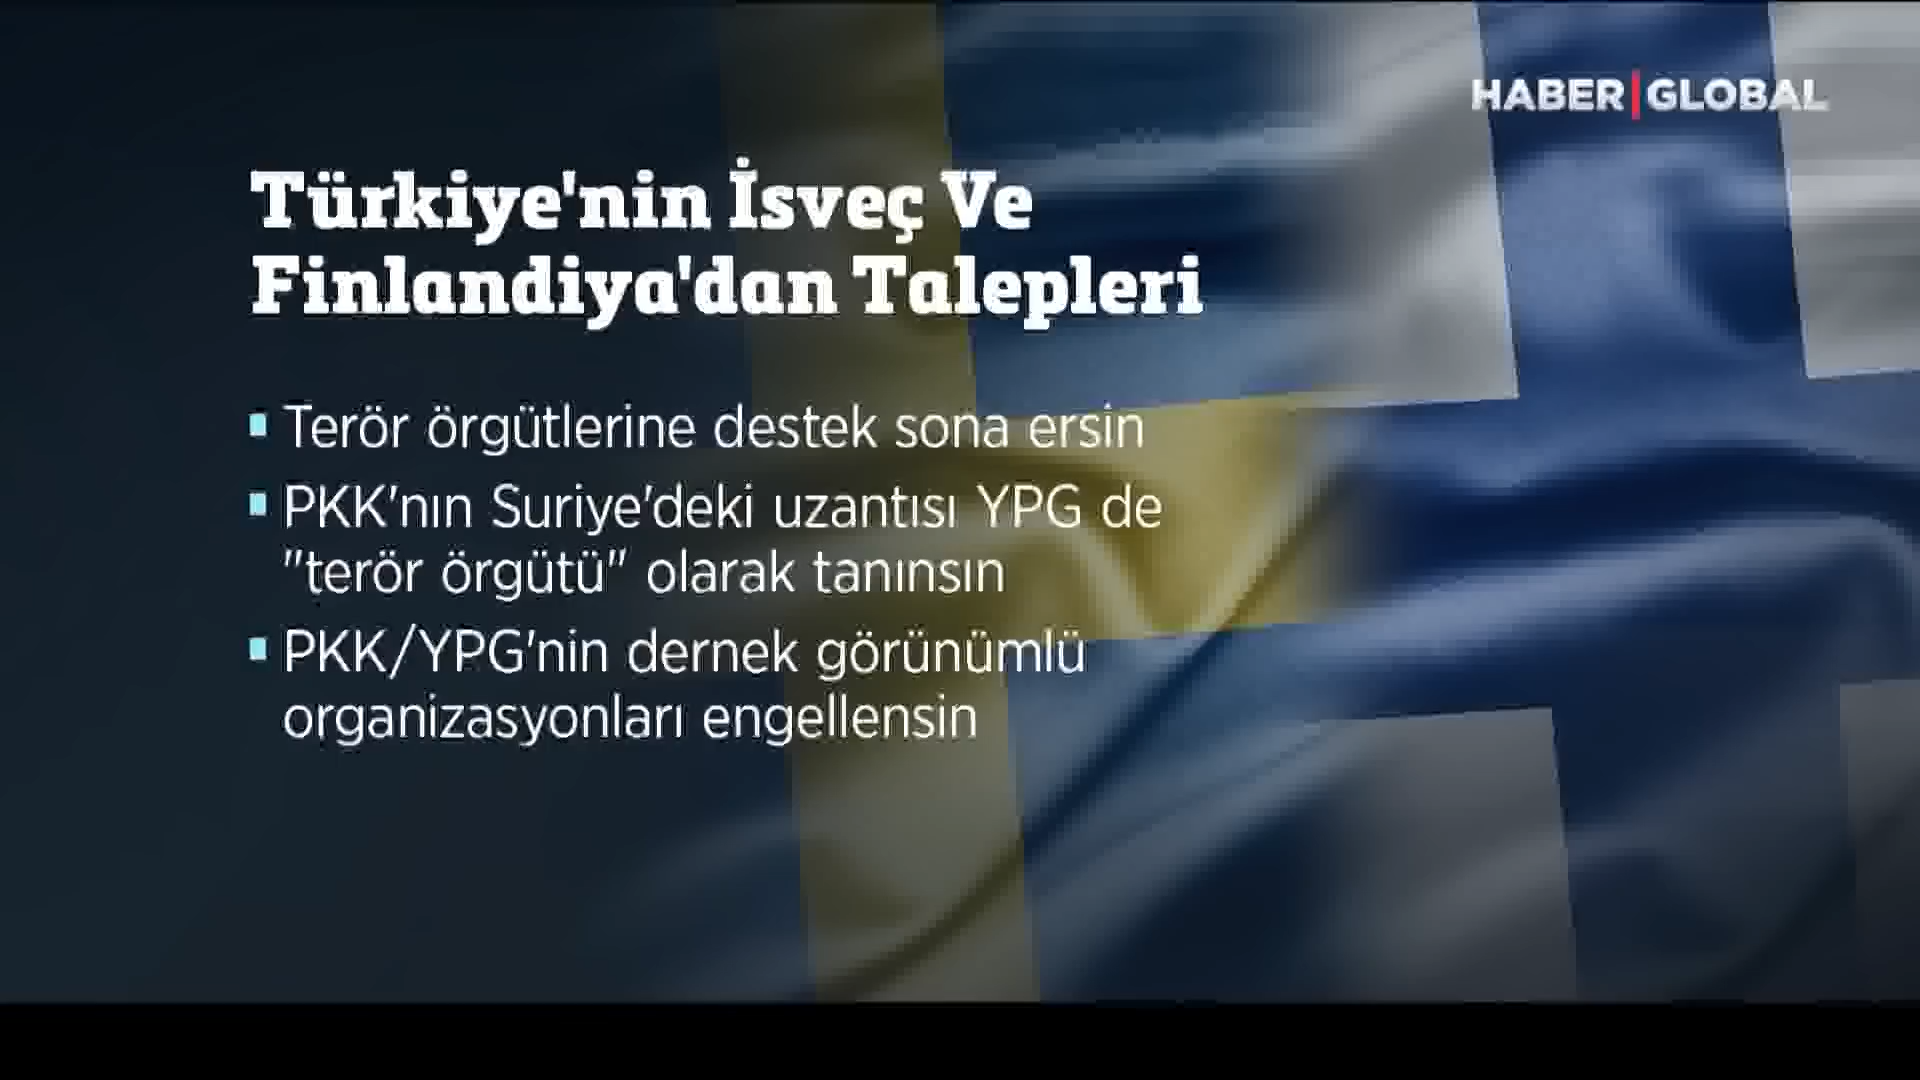 HABER|GLOBAL
Türkiye'nin İsveç Ve
Finlandiya'dan Talepleri
Terör örgütlerine destek sona ersin
PKK'nın Suriye'deki uzantısı YPG de
"terör örgütü" olarak tanınsın
PKK/YPG'nin dernek görünümlü
organizasyonları engellensin